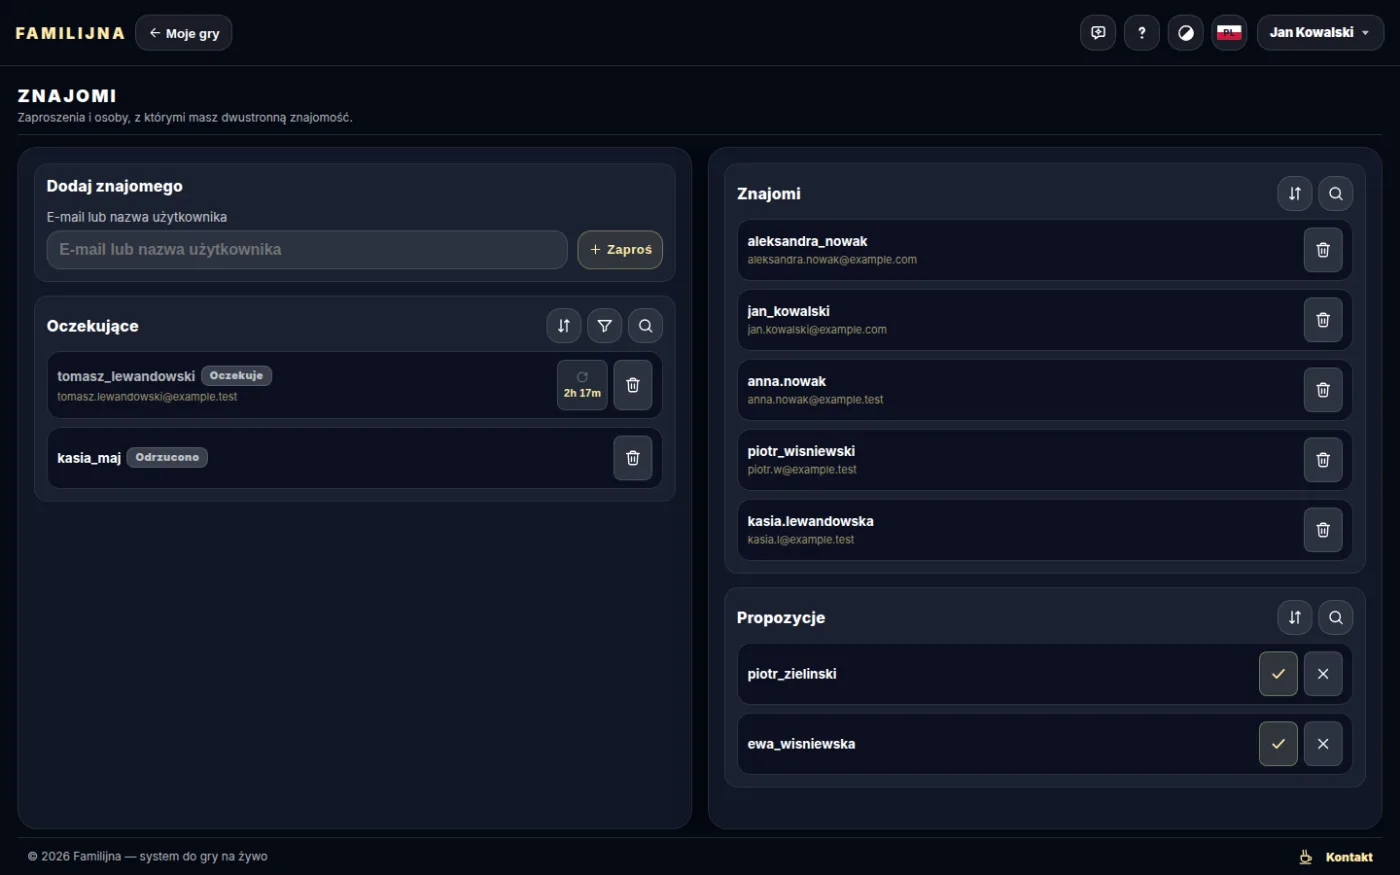 FAMILIJNA
← Moje gry
?
PL
Jan Kowalski
ZNAJOMI
Zaproszenia i osoby, z którymi masz dwustronną znajomość.
Dodaj znajomego
E-mail lub nazwa użytkownika
E-mail lub nazwa użytkownika
+ Zaproś
Oczekujące
tomasz_lewandowski Oczekuje
tomasz.lewandowski@example.test
2h 17m
kasia_maj Odrzucono
Znajomi
aleksandra_nowak
aleksandra.nowak@example.com
jan_kowalski
jan.kowalski@example.com
anna.nowak
anna.nowak@example.test
piotr_wisniewski
piotr.w@example.test
kasia.lewandowska
kasia.l@example.test
Propozycje
piotr_zielinski
ewa_wisniewska
© 2026 Familijna — system do gry na żywo
Kontakt